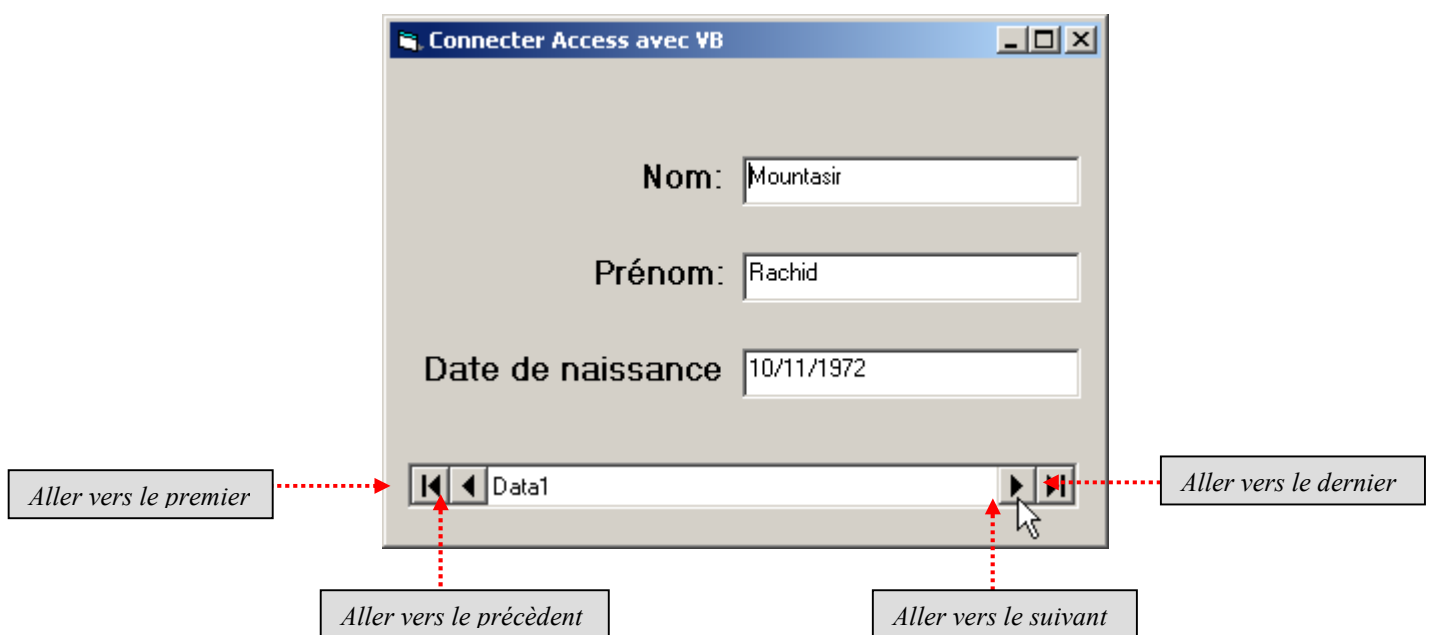 Connecter Access avec VB
Nom: Mountasir
Prénom: Rachid
Date de naissance 10/11/1972
Data1
Aller vers le premier
Aller vers le dernier
Aller vers le précèdent
Aller vers le suivant